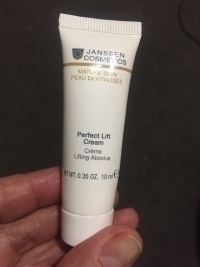 JANSSEN
COSMETICS
MATURE SKIN
PEAU DEVITALISÉE
Perfect Lift
Cream
Crème
Lifting Absolue
NET WT. 0.35 OZ. 10 ml